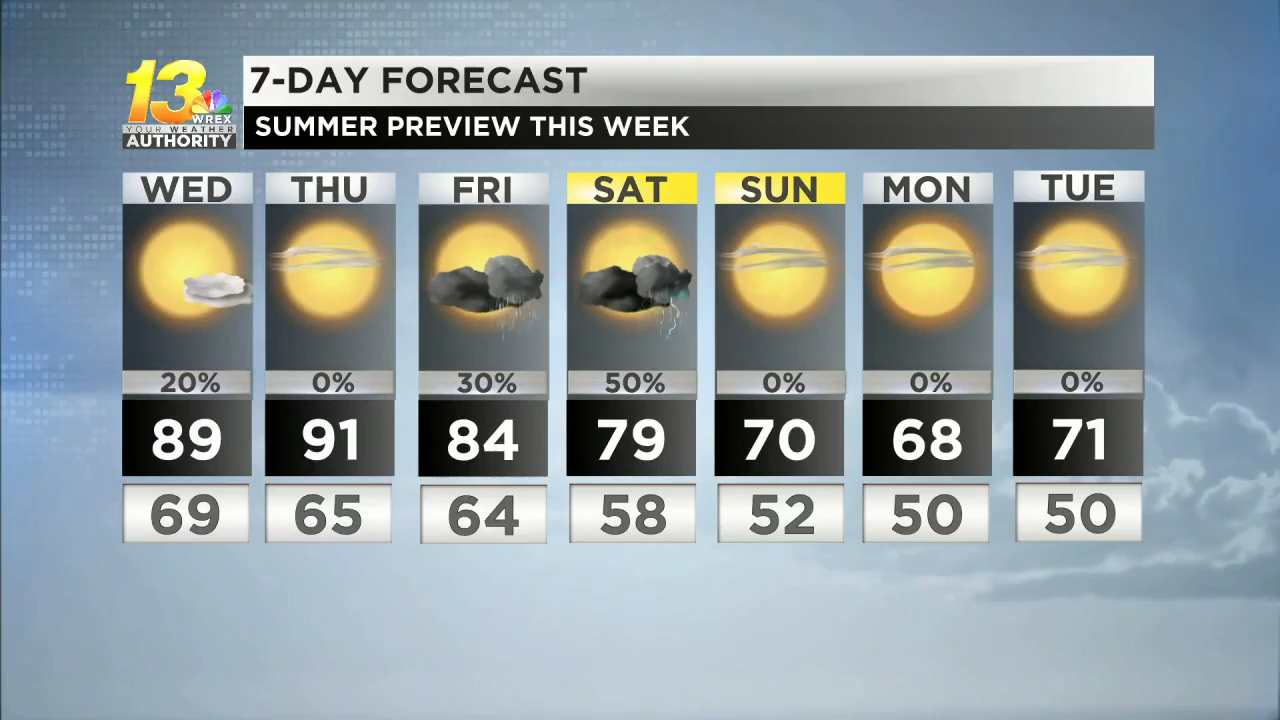 13
WREX
YOUR WEATHER
AUTHORITY
7-DAY FORECAST
SUMMER PREVIEW THIS WEEK
WED THU FRI SAT SUN MON TUE
20% 0% 30% 50% 0% 0% 0%
89 91 84 79 70 68 71
69 65 64 58 52 50 50